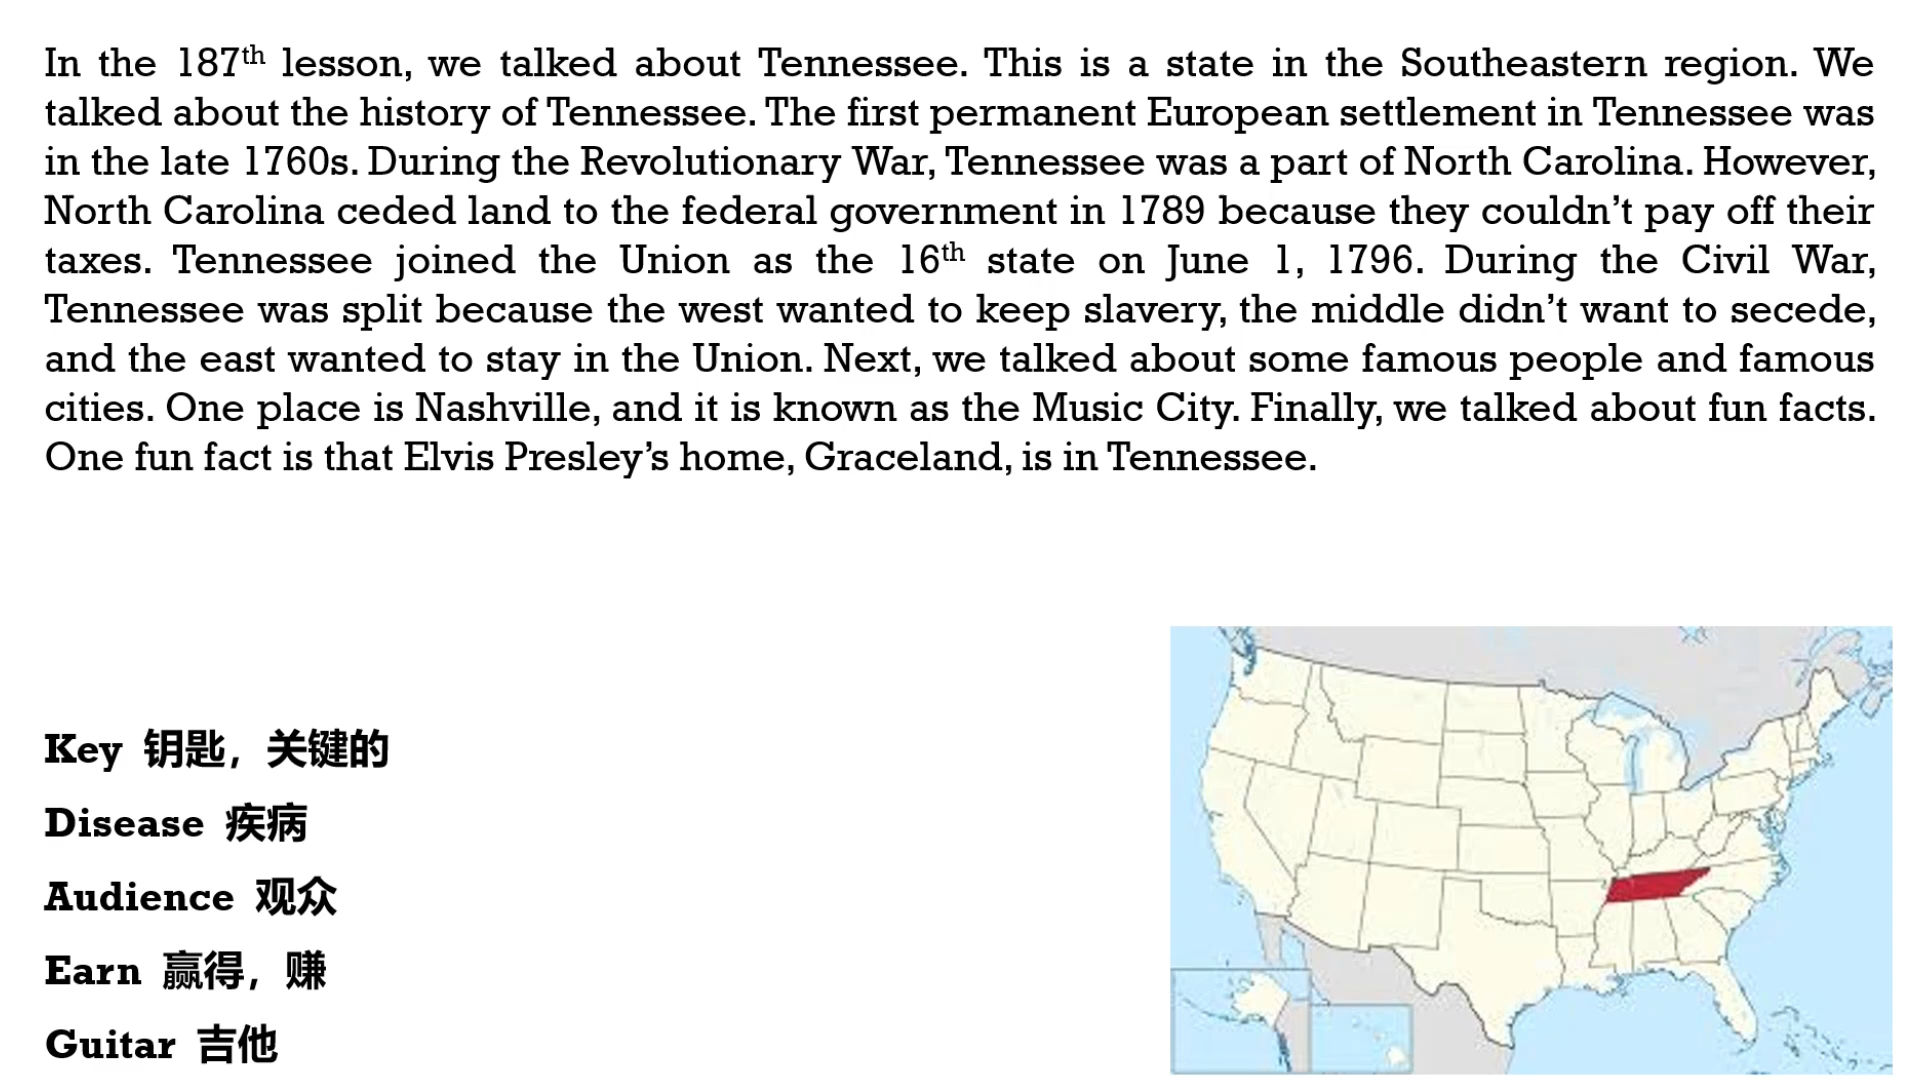 In the 187th lesson, we talked about Tennessee. This is a state in the Southeastern region. We
talked about the history of Tennessee. The first permanent European settlement in Tennessee was
in the late 1760s. During the Revolutionary War, Tennessee was a part of North Carolina. However,
North Carolina ceded land to the federal government in 1789 because they couldn’t pay off their
taxes. Tennessee joined the Union as the 16th state on June 1, 1796. During the Civil War,
Tennessee was split because the west wanted to keep slavery, the middle didn’t want to secede,
and the east wanted to stay in the Union. Next, we talked about some famous people and famous
cities. One place is Nashville, and it is known as the Music City. Finally, we talked about fun facts.
One fun fact is that Elvis Presley’s home, Graceland, is in Tennessee.
Key 钥匙，关键的
Disease 疾病
Audience 观众
Earn 赢得，赚
Guitar 吉他